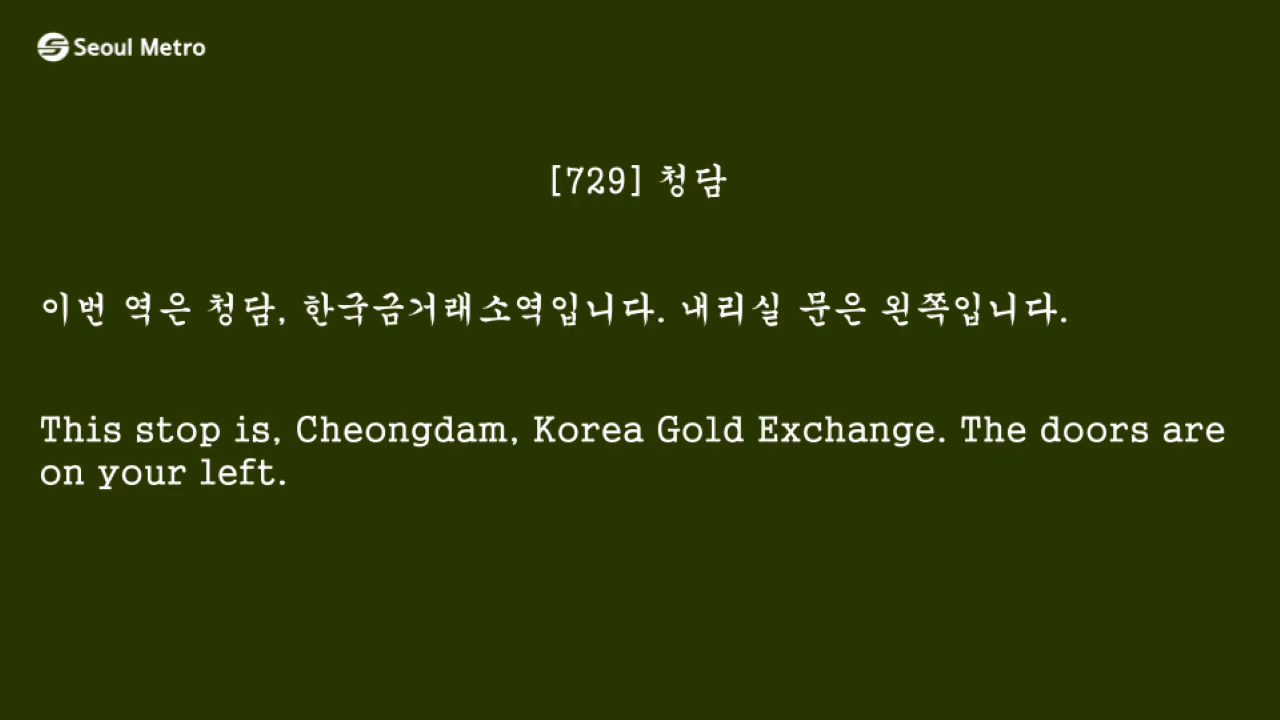 Seoul Metro
[729] 청담
이번 역은 청담, 한국금거래소역입니다. 내리실 문은 왼쪽입니다.
This stop is, Cheongdam, Korea Gold Exchange. The doors are
on your left.